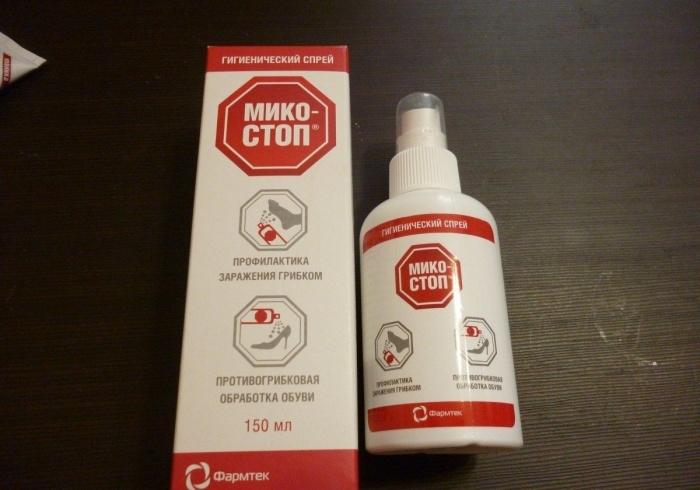 ГИГИЕНИЧЕСКИЙ СПРЕЙ
МИКО-
СТОП®
ПРОФИЛАКТИКА
ЗАРАЖЕНИЯ ГРИБКОМ
ПРОТИВОГРИБКОВАЯ
ОБРАБОТКА ОБУВИ
150 мл
Фармтек
ГИГИЕНИЧЕСКИЙ СПРЕЙ
МИКО-
СТОП
ПРОФИЛАКТИКА
ЗАРАЖЕНИЯ ГРИБКОМ
ПРОТИВОГРИБКОВАЯ
ОБРАБОТКА ОБУВИ
Фармтек